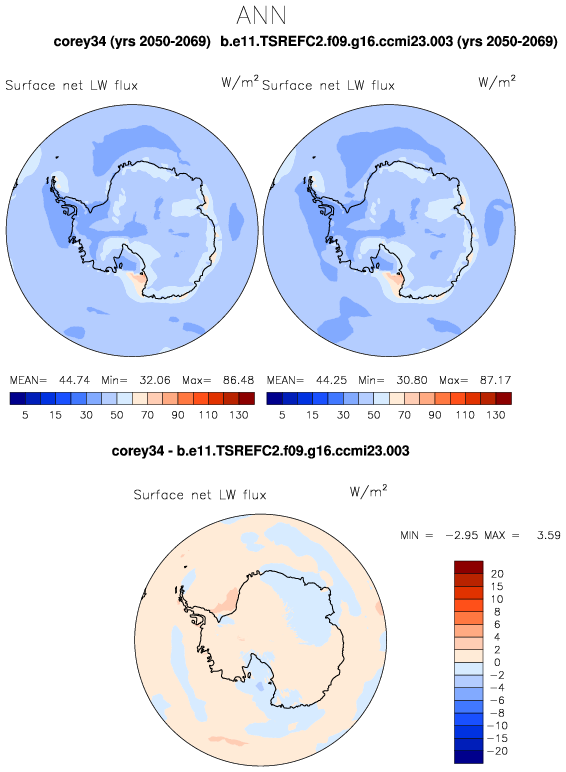 ANN
corey34 (yrs 2050-2069) b.e11.TSREFC2.f09.g16.ccmi23.003 (yrs 2050-2069)
Surface net LW flux W/m² Surface net LW flux W/m²
MEAN= 44.74 Min= 32.06 Max= 86.48 MEAN= 44.25 Min= 30.80 Max= 87.17
5 15 30 50 70 90 110 130 5 15 30 50 70 90 110 130
corey34 - b.e11.TSREFC2.f09.g16.ccmi23.003
Surface net LW flux W/m²
MIN = -2.95 MAX = 3.59
20
15
10
8
6
4
2
0
-2
-4
-6
-8
-10
-15
-20